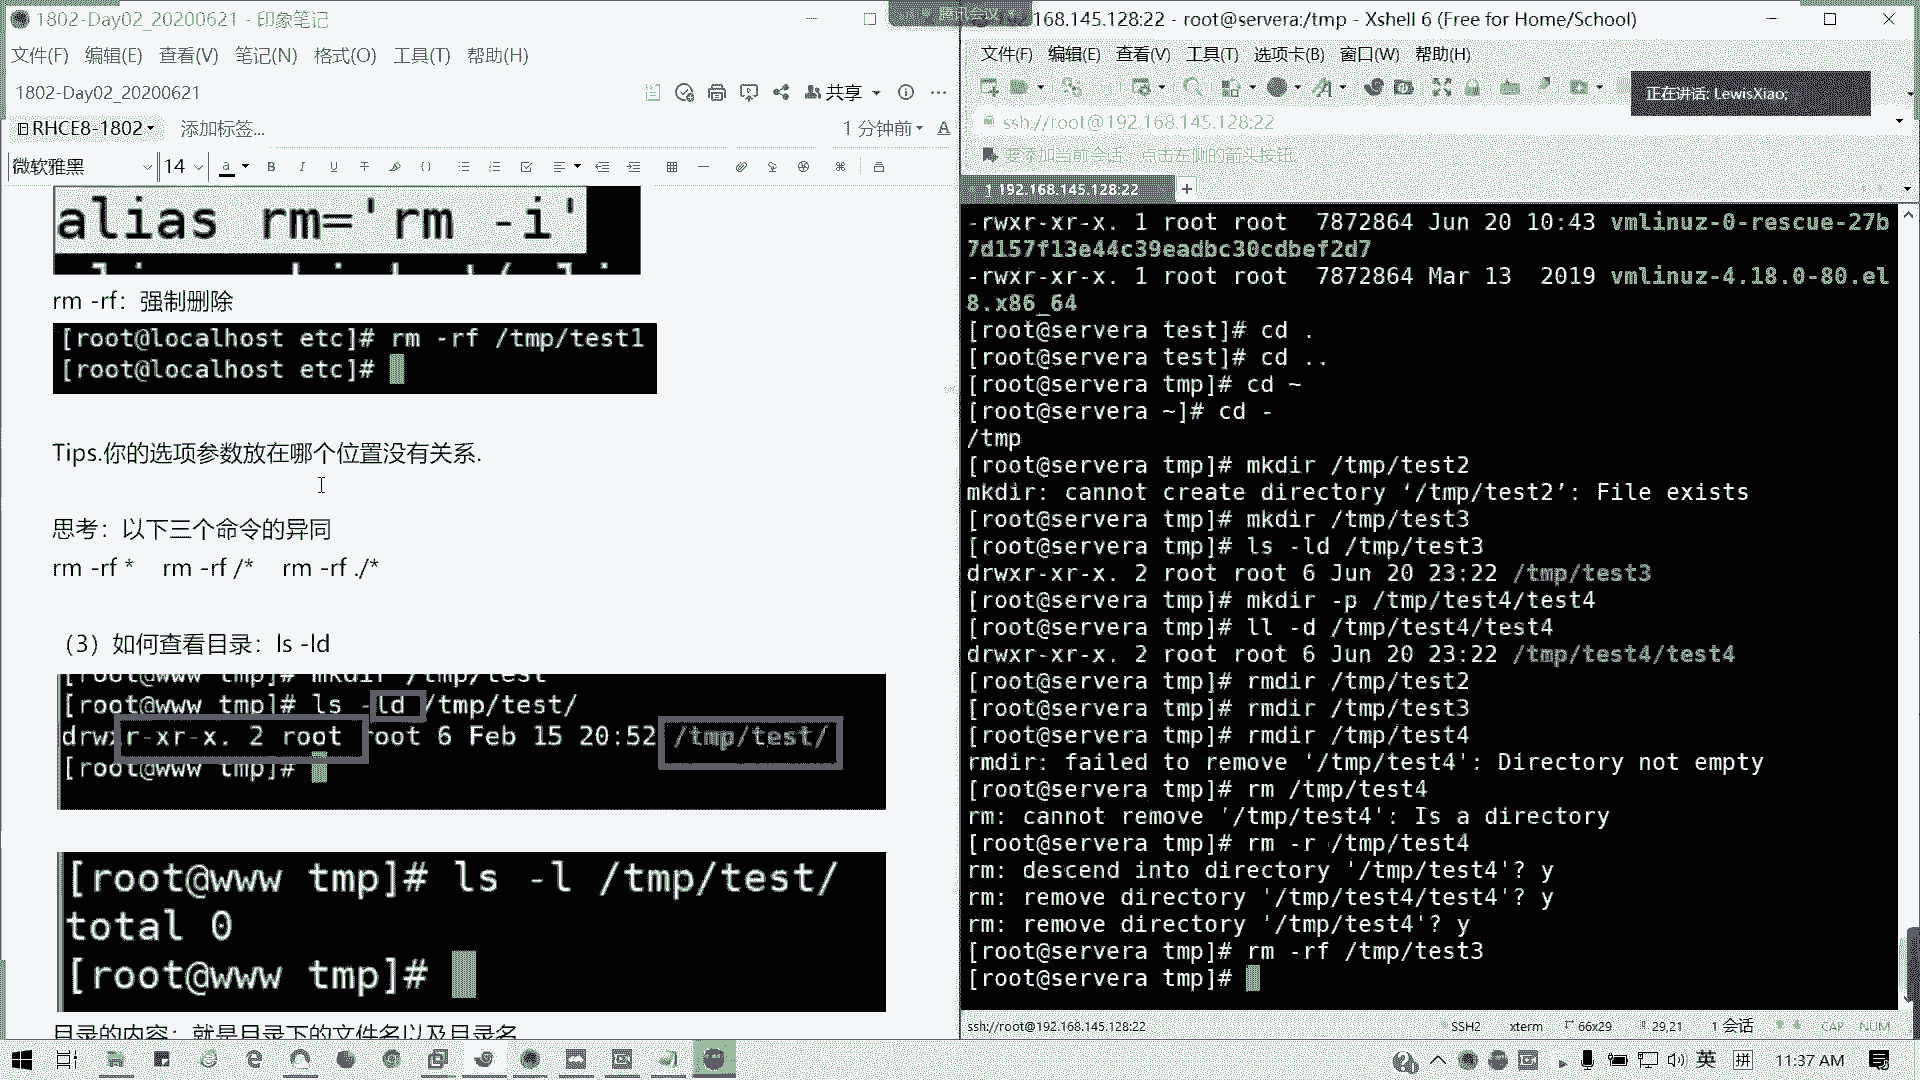 1802-Day02_20200621 - 印象笔记
文件(F) 编辑(E) 查看(V) 笔记(N) 格式(O) 工具(T) 帮助(H)
1802-Day02_20200621
共享
RHCE8-1802
添加标签...
1 分钟前
微软雅黑 14
alias rm='rm -i'
rm -rf：强制删除
[root@localhost etc]# rm -rf /tmp/test1
[root@localhost etc]#
Tips.你的选项参数放在哪个位置没有关系.
思考：以下三个命令的异同
rm -rf * rm -rf /* rm -rf ./*
（3）如何查看目录：ls -ld
[root@www tmp]# mkdir /tmp/test
[root@www tmp]# ls -ld /tmp/test/
drwxr-xr-x. 2 root root 6 Feb 15 20:52 /tmp/test/
[root@www tmp]#
[root@www tmp]# ls -l /tmp/test/
total 0
[root@www tmp]#
目录的内容：就是目录下的文件名以及目录名
腾讯会议
168.145.128:22 - root@servera:/tmp - Xshell 6 (Free for Home/School)
文件(F) 编辑(E) 查看(V) 工具(T) 选项卡(B) 窗口(W) 帮助(H)
正在讲话: LewisXiao;
ssh://root@192.168.145.128:22
要添加当前会话，点击左侧的箭头按钮。
1 192.168.145.128:22
-rwxr-xr-x. 1 root root  7872864 Jun 20 10:43 vmlinuz-0-rescue-27b
7d157f13e44c39eadbc30cdbef2d7
-rwxr-xr-x. 1 root root  7872864 Mar 13  2019 vmlinuz-4.18.0-80.el
8.x86_64
[root@servera test]# cd .
[root@servera test]# cd ..
[root@servera tmp]# cd ~
[root@servera ~]# cd -
/tmp
[root@servera tmp]# mkdir /tmp/test2
mkdir: cannot create directory ‘/tmp/test2’: File exists
[root@servera tmp]# mkdir /tmp/test3
[root@servera tmp]# ls -ld /tmp/test3
drwxr-xr-x. 2 root root 6 Jun 20 23:22 /tmp/test3
[root@servera tmp]# mkdir -p /tmp/test4/test4
[root@servera tmp]# ll -d /tmp/test4/test4
drwxr-xr-x. 2 root root 6 Jun 20 23:22 /tmp/test4/test4
[root@servera tmp]# rmdir /tmp/test2
[root@servera tmp]# rmdir /tmp/test3
[root@servera tmp]# rmdir /tmp/test4
rmdir: failed to remove '/tmp/test4': Directory not empty
[root@servera tmp]# rm /tmp/test4
rm: cannot remove '/tmp/test4': Is a directory
[root@servera tmp]# rm -r /tmp/test4
rm: descend into directory '/tmp/test4'? y
rm: remove directory '/tmp/test4/test4'? y
rm: remove directory '/tmp/test4'? y
[root@servera tmp]# rm -rf /tmp/test3
[root@servera tmp]#
ssh://root@192.168.145.128:22 SSH2 xterm 66x29 29,21 1 会话 CAP NUM
英 拼 11:37 AM